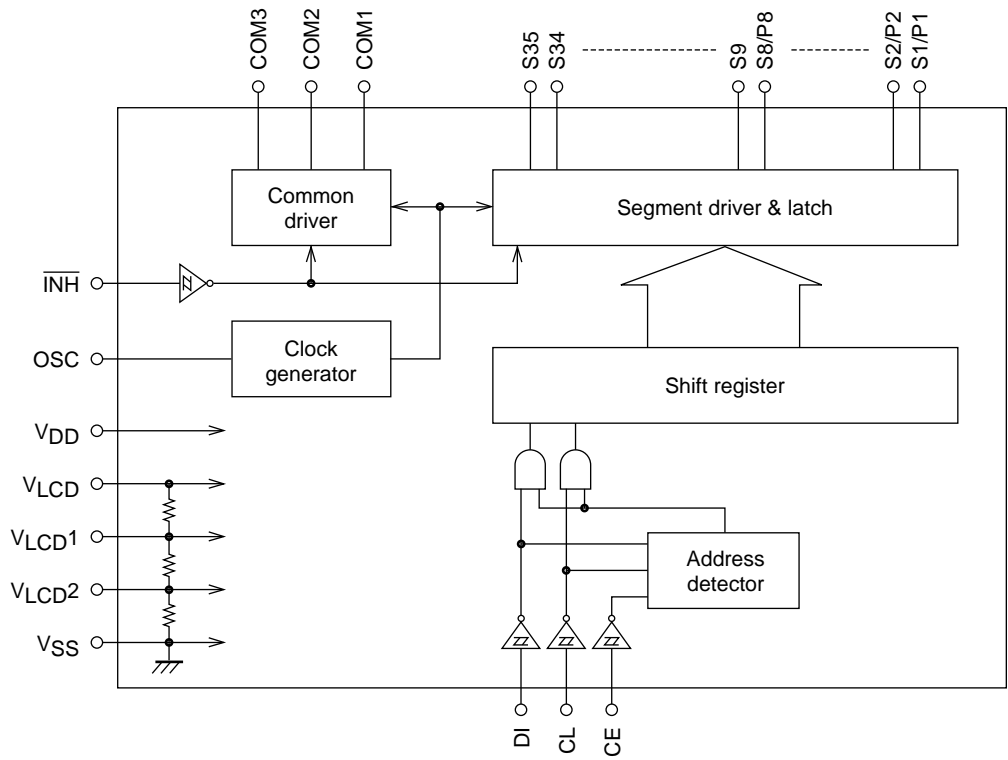 COM3
COM2
COM1
S35
S34
S9
S8/P8
S2/P2
S1/P1
Common
driver
Segment driver & latch
INH
OSC
Clock
generator
Shift register
VDD
VLCD
VLCD1
VLCD2
VSS
Address
detector
DI
CL
CE